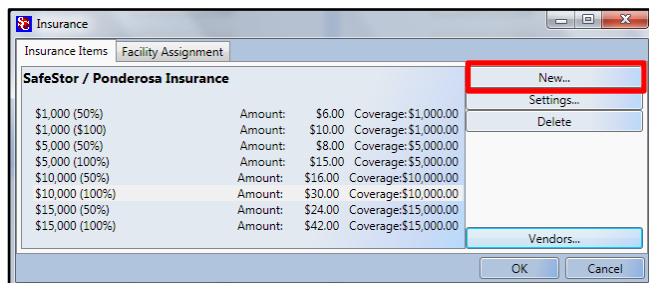 Insurance
Insurance Items Facility Assignment
SafeStor / Ponderosa Insurance
$1,000 (50%) Amount: $6.00 Coverage:$1,000.00
$1,000 ($100) Amount: $10.00 Coverage:$1,000.00
$5,000 (50%) Amount: $8.00 Coverage:$5,000.00
$5,000 (100%) Amount: $15.00 Coverage:$5,000.00
$10,000 (50%) Amount: $16.00 Coverage:$10,000.00
$10,000 (100%) Amount: $30.00 Coverage:$10,000.00
$15,000 (50%) Amount: $24.00 Coverage:$15,000.00
$15,000 (100%) Amount: $42.00 Coverage:$15,000.00
New...
Settings...
Delete
Vendors...
OK Cancel